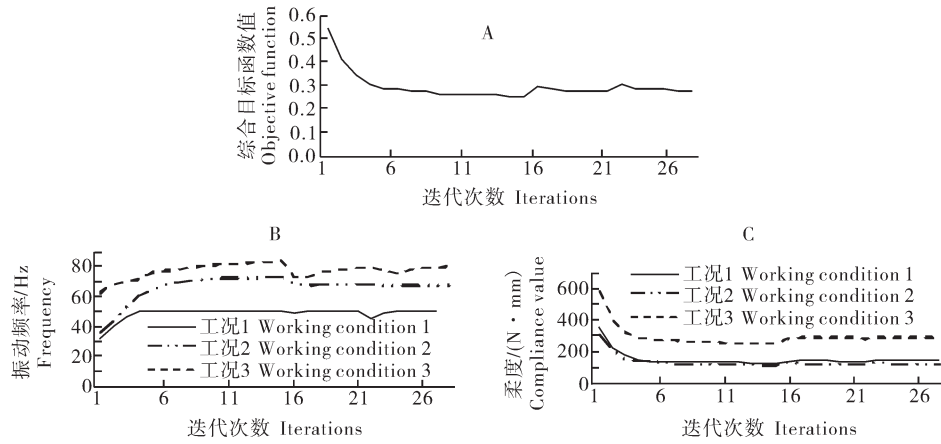 A
综合目标函数值
Objective function
0.6
0.5
0.4
0.3
0.2
0.1
0.0
1 6 11 16 21 26
迭代次数 Iterations
B
振动频率/Hz
Frequency
80
60
40
20
0
工况1 Working condition 1
工况2 Working condition 2
工况3 Working condition 3
1 6 11 16 21 26
迭代次数 Iterations
C
柔度/(N·mm)
Compliance value
600
400
200
0
工况1 Working condition 1
工况2 Working condition 2
工况3 Working condition 3
1 6 11 16 21 26
迭代次数 Iterations